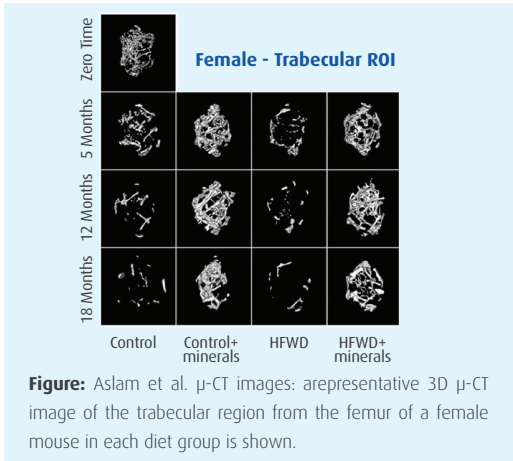 Zero Time
Female - Trabecular ROI
5 Months
12 Months
18 Months
Control
Control+
minerals
HFWD
HFWD+
minerals
Figure: Aslam et al. µ-CT images: arepresentative 3D µ-CT
image of the trabecular region from the femur of a female
mouse in each diet group is shown.